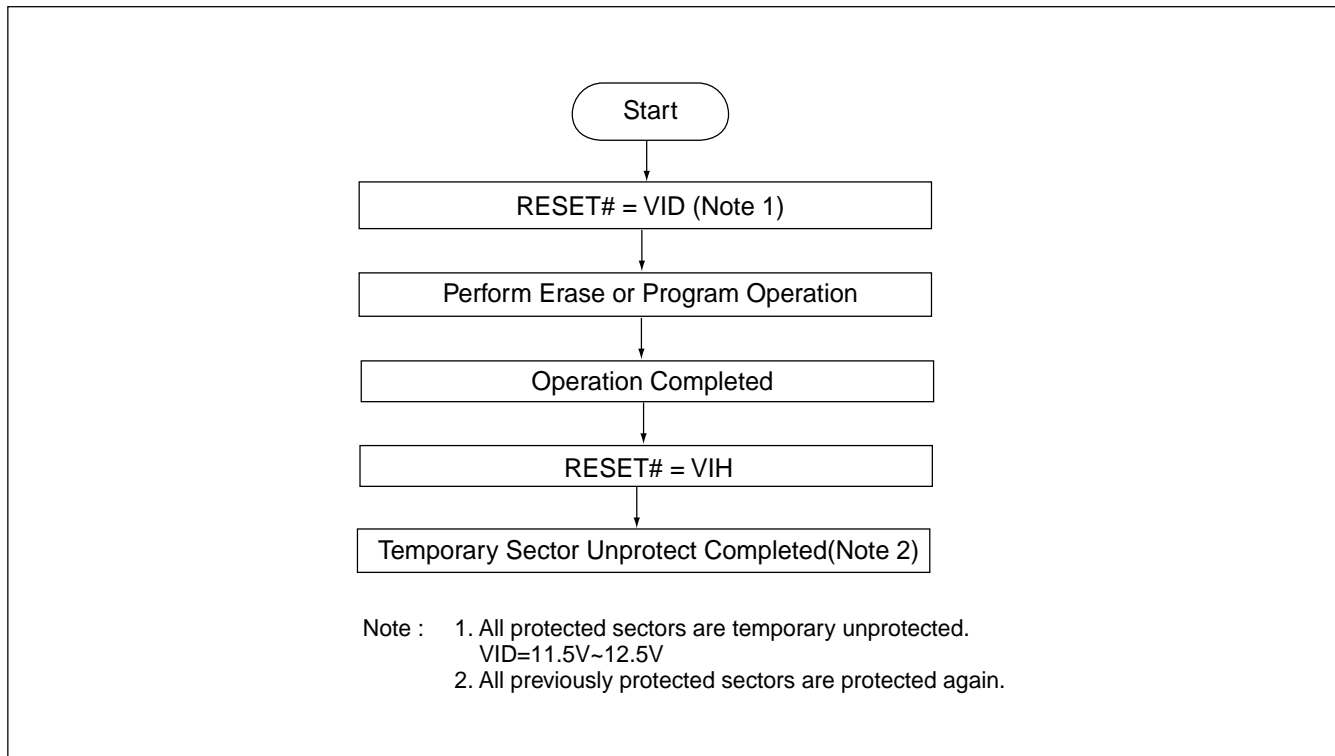 Start
RESET# = VID (Note 1)
Perform Erase or Program Operation
Operation Completed
RESET# = VIH
Temporary Sector Unprotect Completed(Note 2)
Note : 1. All protected sectors are temporary unprotected.
VID=11.5V~12.5V
2. All previously protected sectors are protected again.